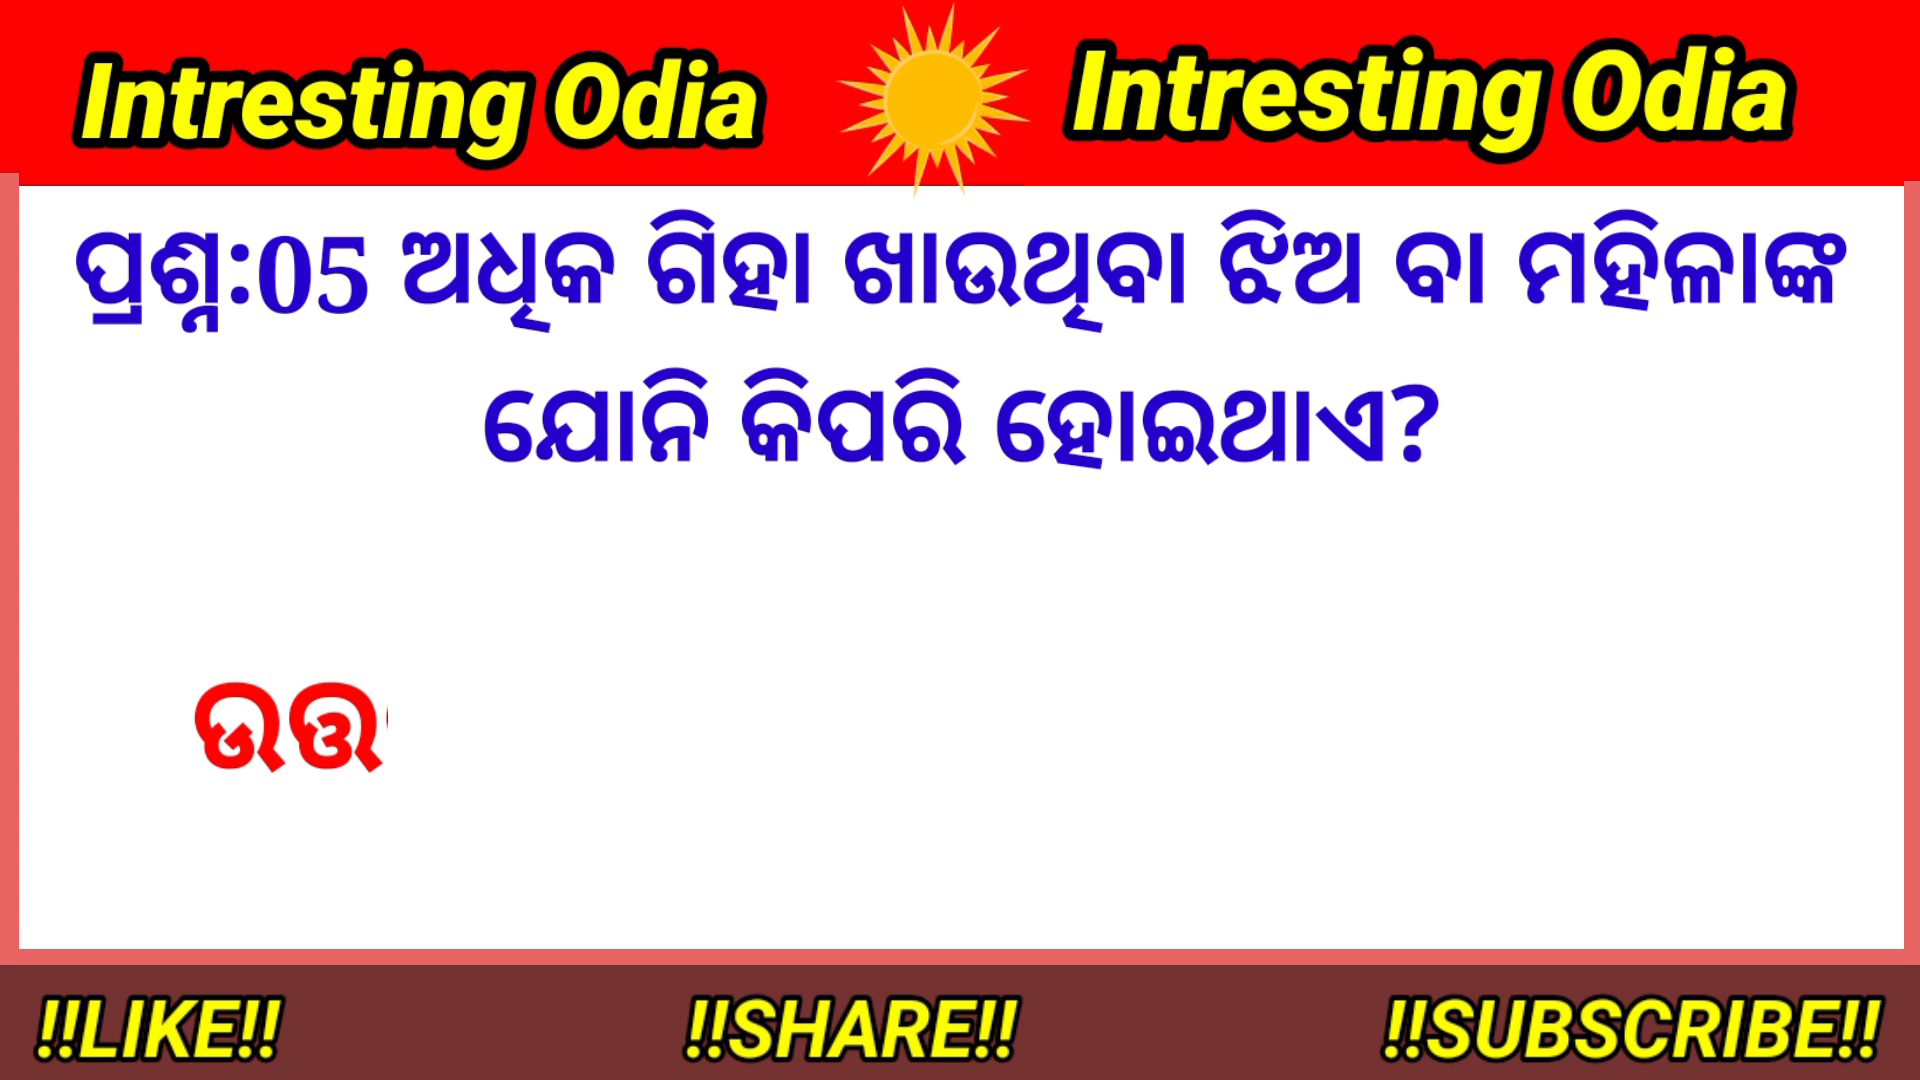 Intresting Odia Intresting Odia
ପ୍ରଶ୍ନ:05 ଅଧିକ ଗିହା ଖାଉଥିବା ଝିଅ ବା ମହିଳାଙ୍କ
ଯୋନି କିପରି ହୋଇଥାଏ?
ଉତ୍ତ
!!LIKE!! !!SHARE!! !!SUBSCRIBE!!